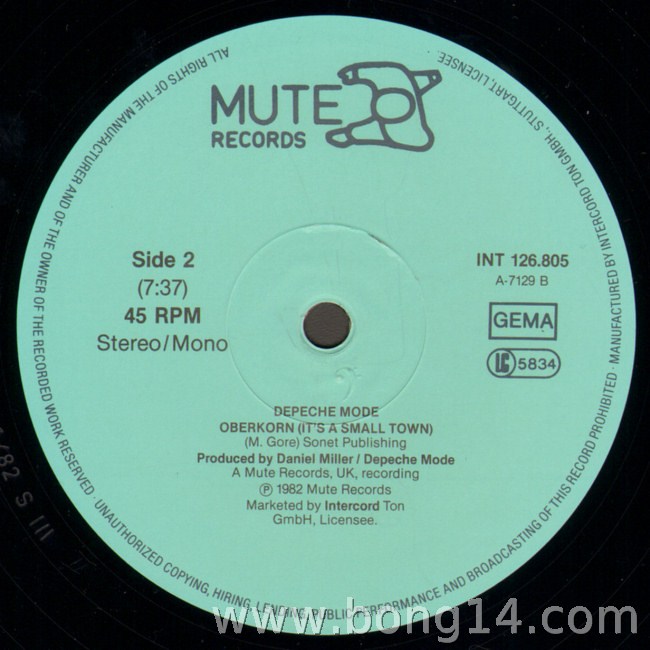 MUTE
RECORDS
Side 2
(7:37)
45 RPM
Stereo/Mono
INT 126.805
A-7129 B
GEMA
LC 5834
DEPECHE MODE
OBERKORN (IT'S A SMALL TOWN)
(M. Gore) Sonet Publishing
Produced by Daniel Miller / Depeche Mode
A Mute Records, UK, recording
Ⓟ 1982 Mute Records
Marketed by Intercord Ton
GmbH, Licensee.
ALL RIGHTS OF THE MANUFACTURER AND OF THE OWNER OF THE RECORDED WORK RESERVED · UNAUTHORIZED COPYING, HIRING, LENDING, PUBLIC PERFORMANCE AND BROADCASTING OF THIS RECORD PROHIBITED · MANUFACTURED BY INTERCORD TON GMBH, STUTTGART, LICENSEE.
www.bong14.com